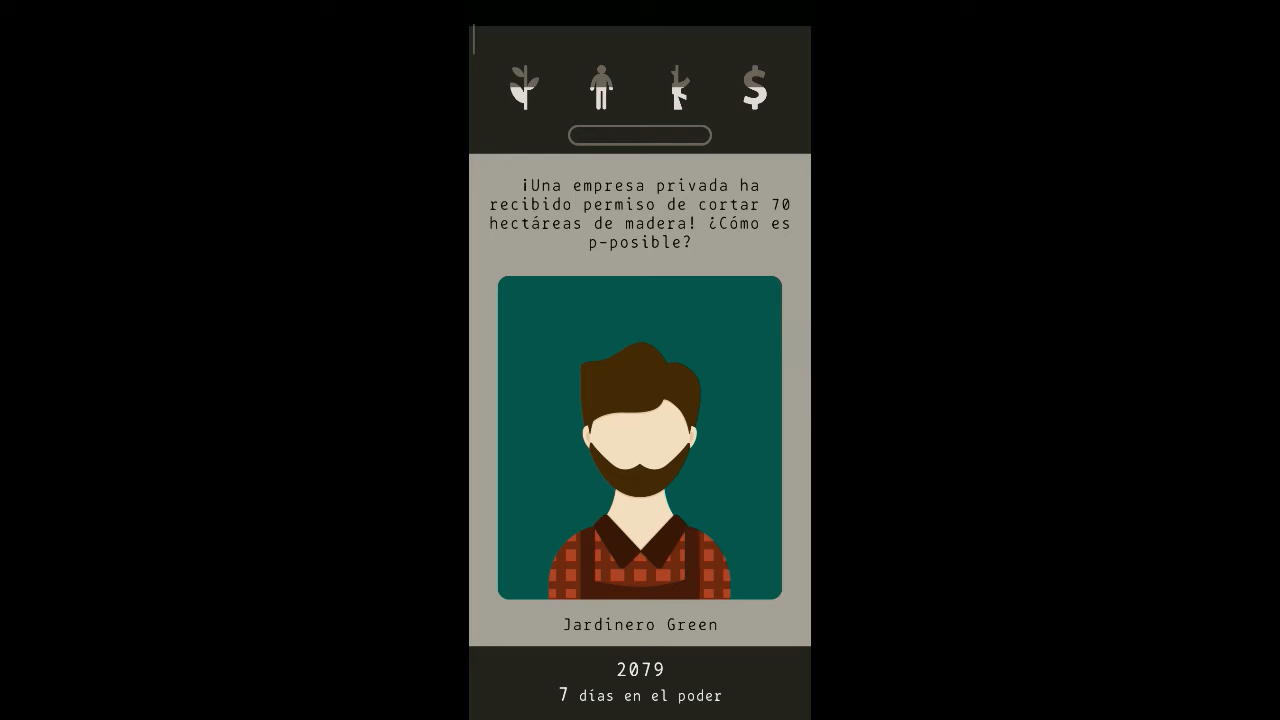 ¡Una empresa privada ha
recibido permiso de cortar 70
hectáreas de madera! ¿Cómo es
p-posible?
Jardinero Green
2079
7 días en el poder